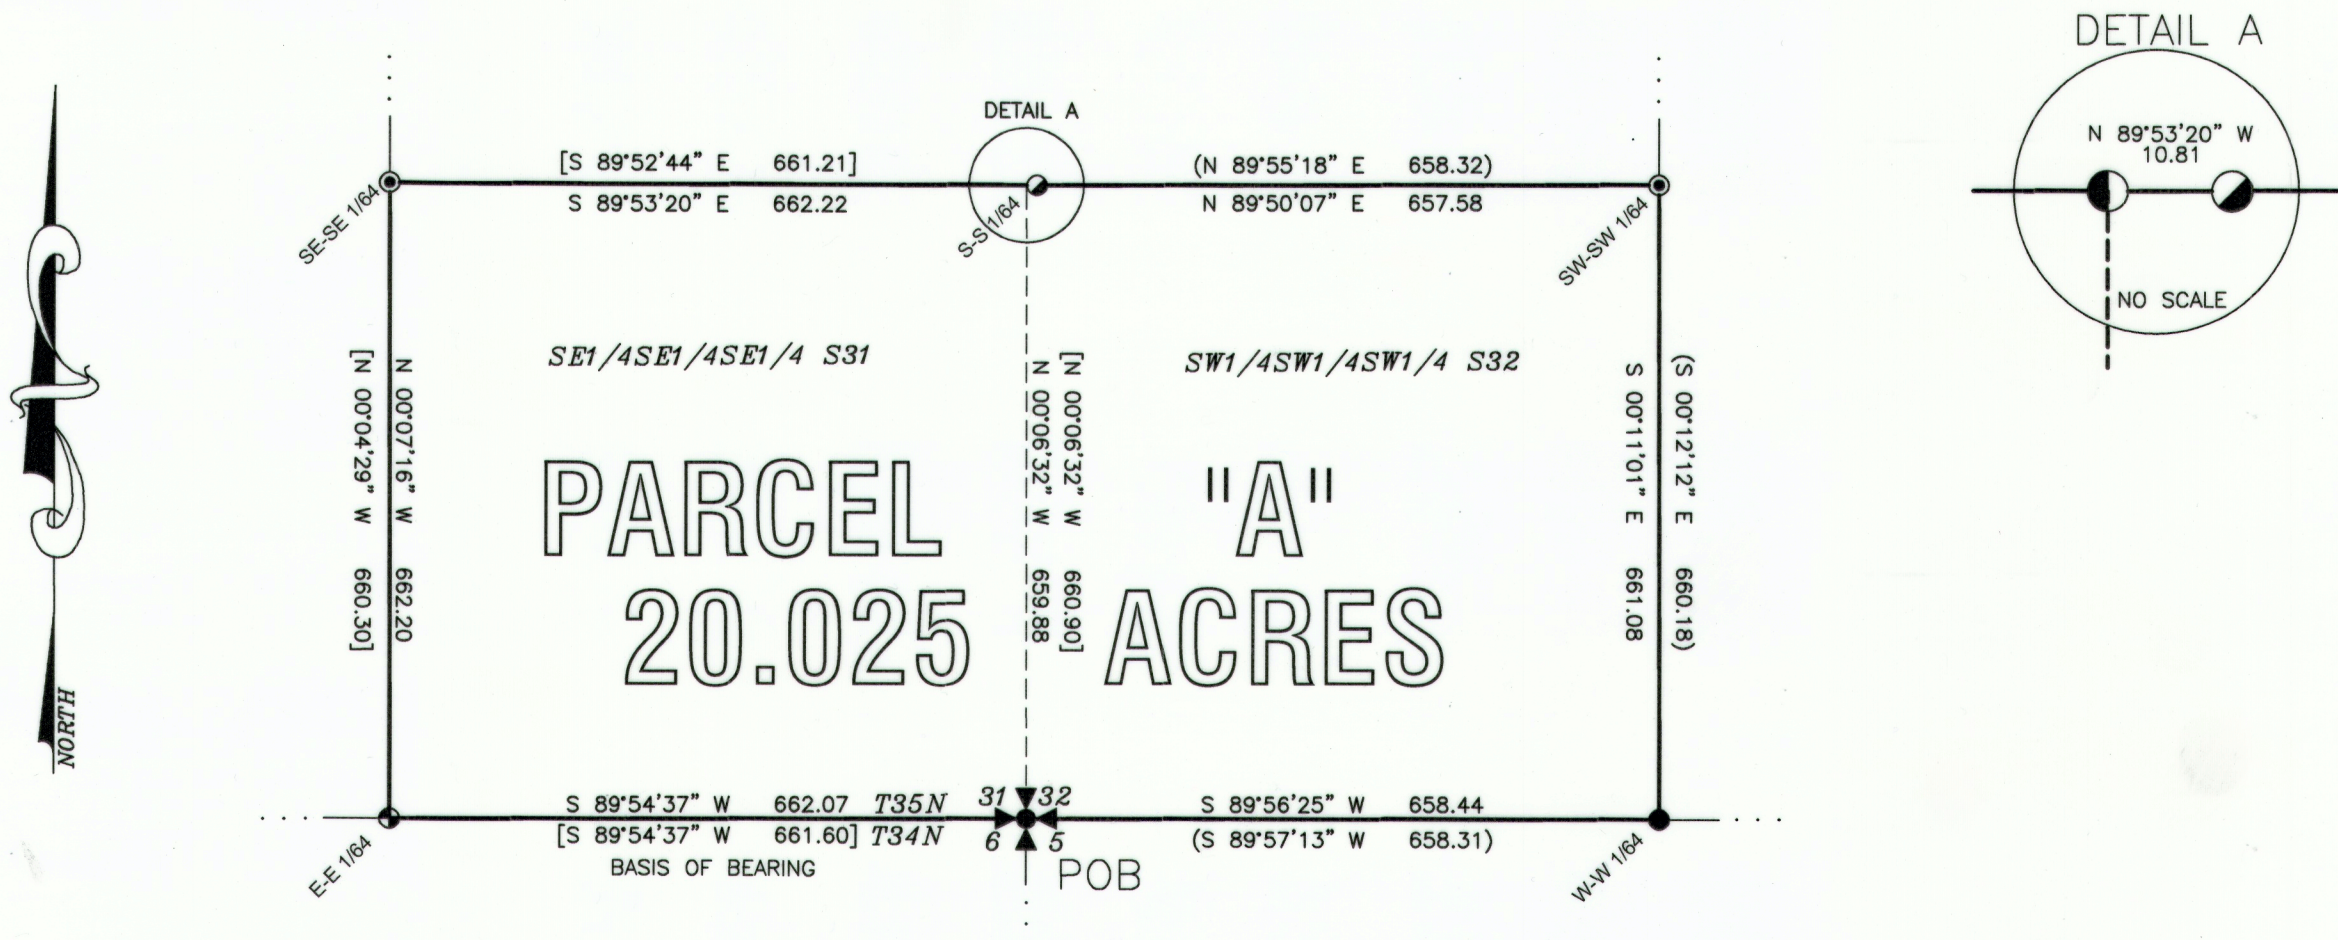 DETAIL A
N 89°53'20" W
10.81
NO SCALE
DETAIL A
[S 89°52'44" E 661.21]
S 89°53'20" E 662.22
(N 89°55'18" E 658.32)
N 89°50'07" E 657.58
SE-SE 1/64
S-S 1/64
SW-SW 1/64
SE1/4SE1/4SE1/4 S31
SW1/4SW1/4SW1/4 S32
[N 00°04'29" W 660.30]
N 00°07'16" W 662.20
N 00°06'32" W 659.88
[N 00°06'32" W 660.90]
S 00°11'01" E 661.08
(S 00°12'12" E 660.18)
PARCEL "A"
20.025 ACRES
NORTH
S 89°54'37" W 662.07 T35N
[S 89°54'37" W 661.60] T34N
BASIS OF BEARING
31 32
6 5
S 89°56'25" W 658.44
(S 89°57'13" W 658.31)
E-E 1/64
POB
W-W 1/64